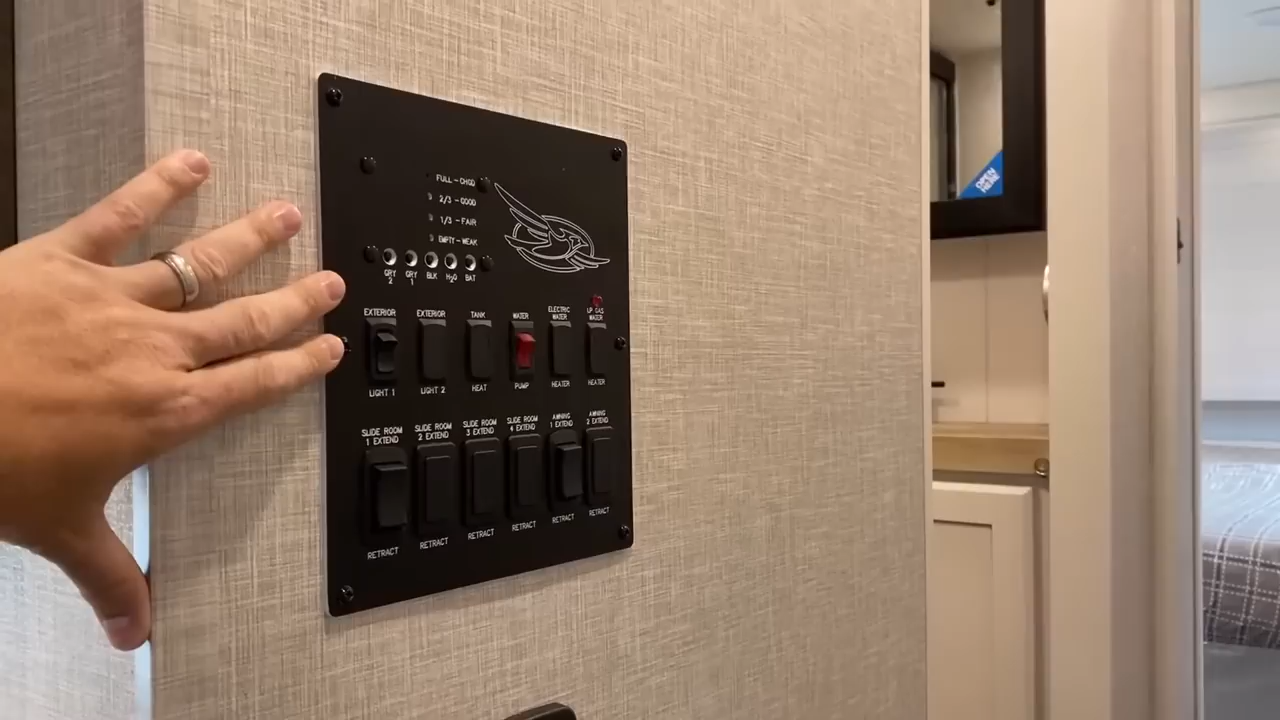 FULL-CHGD
2/3 -GOOD
1/3 -FAIR
EMPTY-WEAK
GRY 2
GRY 1
BLK
H2O
BAT
EXTERIOR
LIGHT 1
EXTERIOR
LIGHT 2
TANK
HEAT
WATER
PUMP
ELECTRIC
WATER
HEATER
LP GAS
WATER
HEATER
SLIDE ROOM
1 EXTEND
RETRACT
SLIDE ROOM
2 EXTEND
RETRACT
SLIDE ROOM
3 EXTEND
RETRACT
SLIDE ROOM
4 EXTEND
RETRACT
AWNING
1 EXTEND
RETRACT
AWNING
2 EXTEND
RETRACT
OPEN
HERE